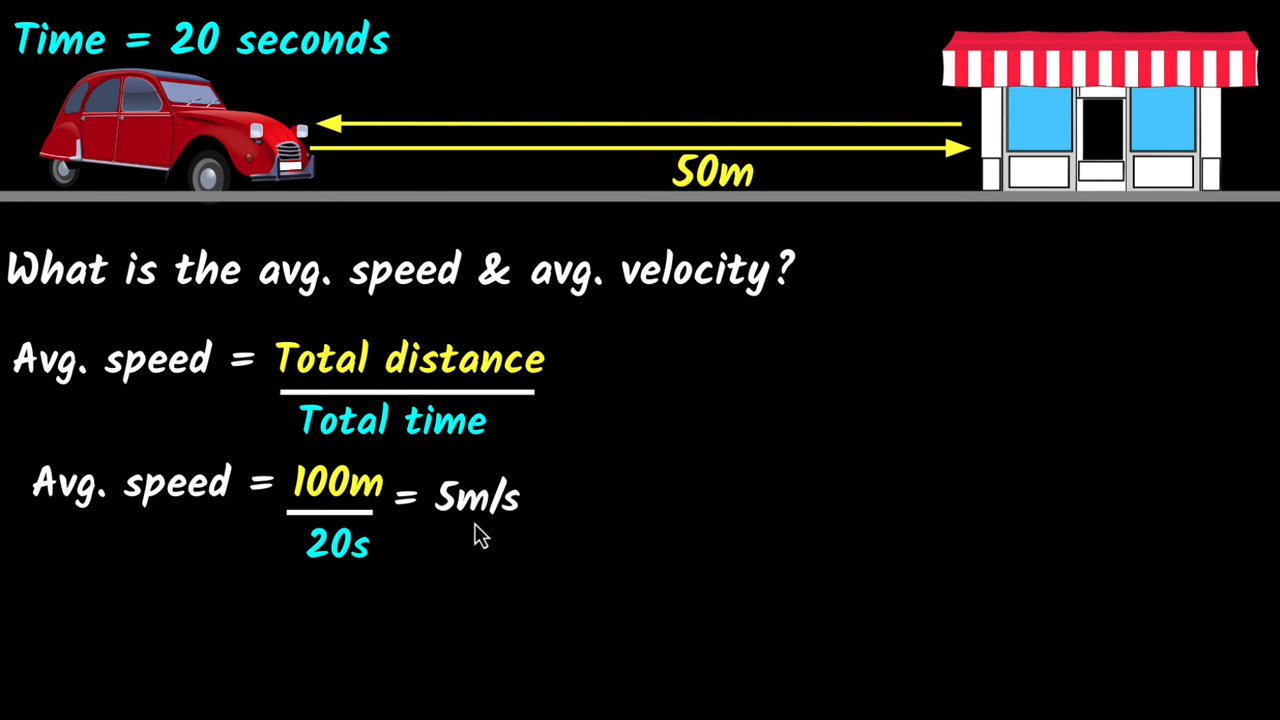 Time = 20 seconds
50m
What is the avg. speed & avg. velocity?
Avg. speed = Total distance
Total time
Avg. speed = 100m = 5m/s
20s